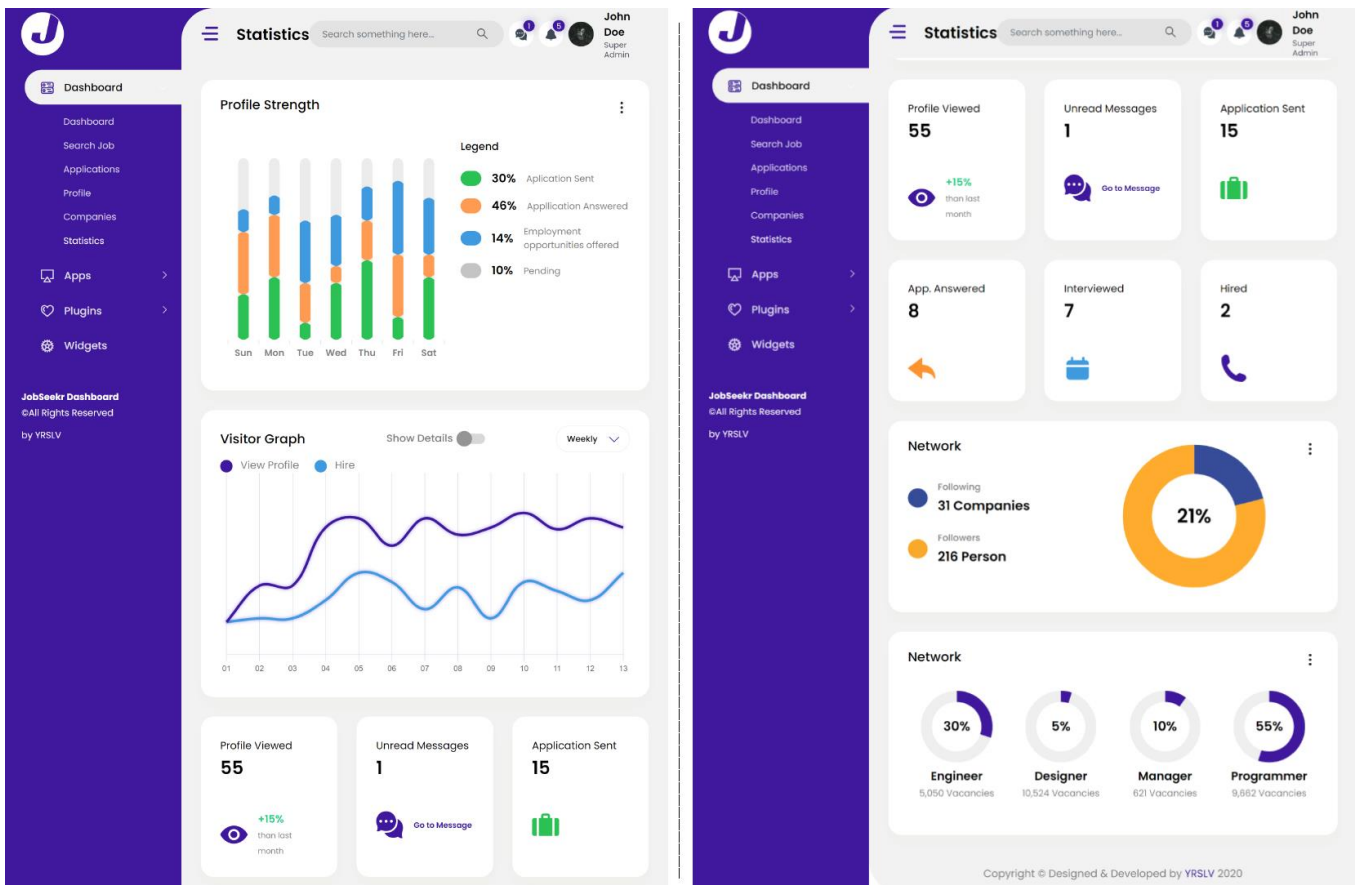 J
Statistics
Search something here...
1
5
John
Doe
Super
Admin
Dashboard
Dashboard
Search Job
Applications
Profile
Companies
Statistics
Apps
Plugins
Widgets
JobSeekr Dashboard
©All Rights Reserved
by YRSLV
Profile Strength
Legend
30% Aplication Sent
46% Appilication Answered
14% Employment
opportunities offered
10% Pending
Sun Mon Tue Wed Thu Fri Sat
Visitor Graph
Show Details
Weekly
View Profile Hire
01 02 03 04 05 06 07 08 09 10 11 12 13
Profile Viewed
55
+15%
than last
month
Unread Messages
1
Go to Message
Application Sent
15
J
Statistics
Search something here...
1
5
John
Doe
Super
Admin
Dashboard
Dashboard
Search Job
Applications
Profile
Companies
Statistics
Apps
Plugins
Widgets
JobSeekr Dashboard
©All Rights Reserved
by YRSLV
Profile Viewed
55
+15%
than last
month
Unread Messages
1
Go to Message
Application Sent
15
App. Answered
8
Interviewed
7
Hired
2
Network
Following
31 Companies
Followers
216 Person
21%
Network
30%
Engineer
5,050 Vacancies
5%
Designer
10,524 Vacancies
10%
Manager
621 Vacancies
55%
Programmer
9,662 Vacancies
Copyright © Designed & Developed by YRSLV 2020